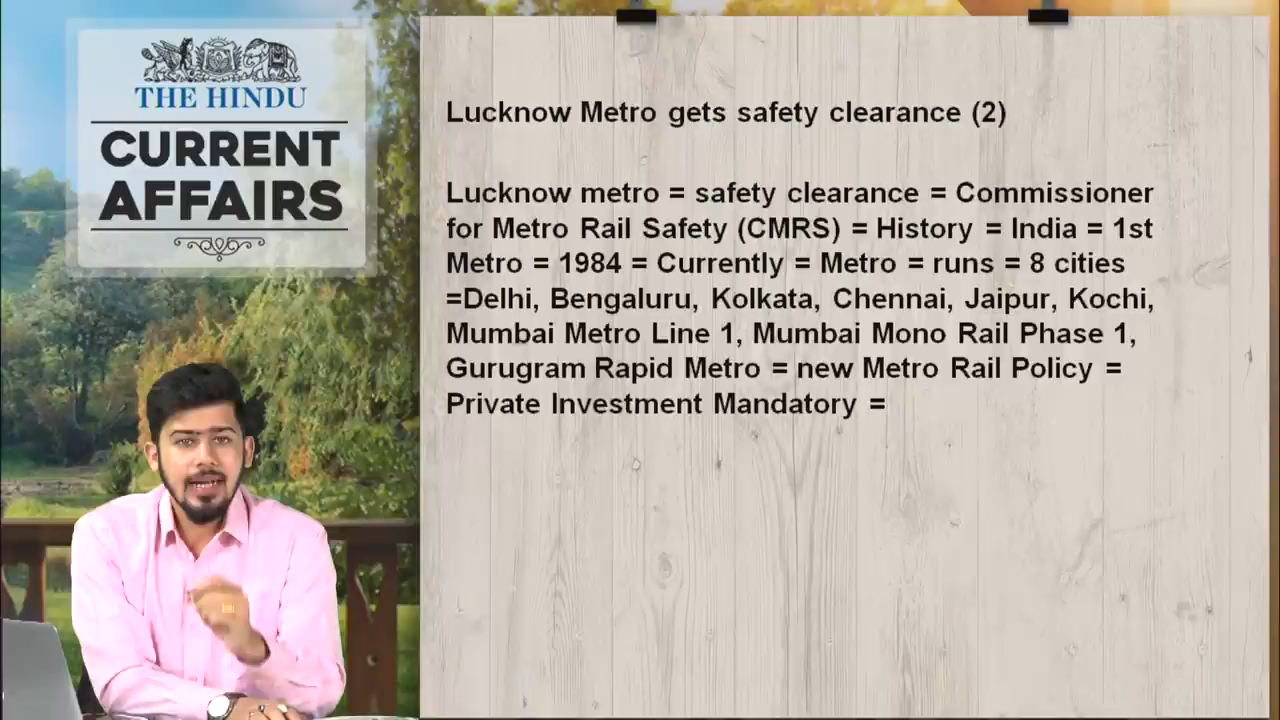 THE HINDU
CURRENT
AFFAIRS
Lucknow Metro gets safety clearance (2)
Lucknow metro = safety clearance = Commissioner
for Metro Rail Safety (CMRS) = History = India = 1st
Metro = 1984 = Currently = Metro = runs = 8 cities
=Delhi, Bengaluru, Kolkata, Chennai, Jaipur, Kochi,
Mumbai Metro Line 1, Mumbai Mono Rail Phase 1,
Gurugram Rapid Metro = new Metro Rail Policy =
Private Investment Mandatory =